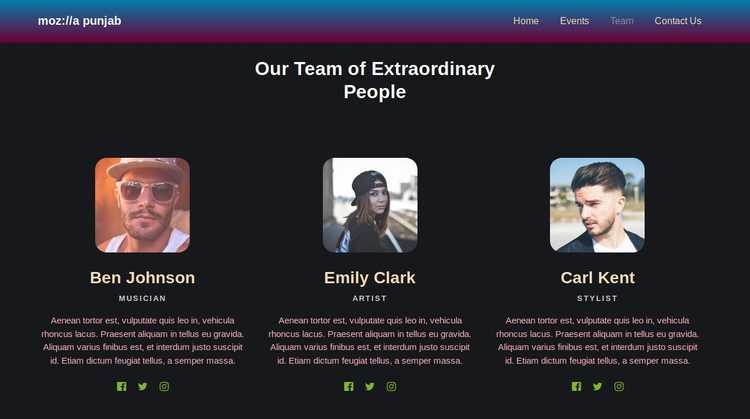 moz://a punjab
Home Events Team Contact Us
Our Team of Extraordinary
People
Ben Johnson
MUSICIAN
Aenean tortor est, vulputate quis leo in, vehicula
rhoncus lacus. Praesent aliquam in tellus eu gravida.
Aliquam varius finibus est, et interdum justo suscipit
id. Etiam dictum feugiat tellus, a semper massa.
Emily Clark
ARTIST
Aenean tortor est, vulputate quis leo in, vehicula
rhoncus lacus. Praesent aliquam in tellus eu gravida.
Aliquam varius finibus est, et interdum justo suscipit
id. Etiam dictum feugiat tellus, a semper massa.
Carl Kent
STYLIST
Aenean tortor est, vulputate quis leo in, vehicula
rhoncus lacus. Praesent aliquam in tellus eu gravida.
Aliquam varius finibus est, et interdum justo suscipit
id. Etiam dictum feugiat tellus, a semper massa.